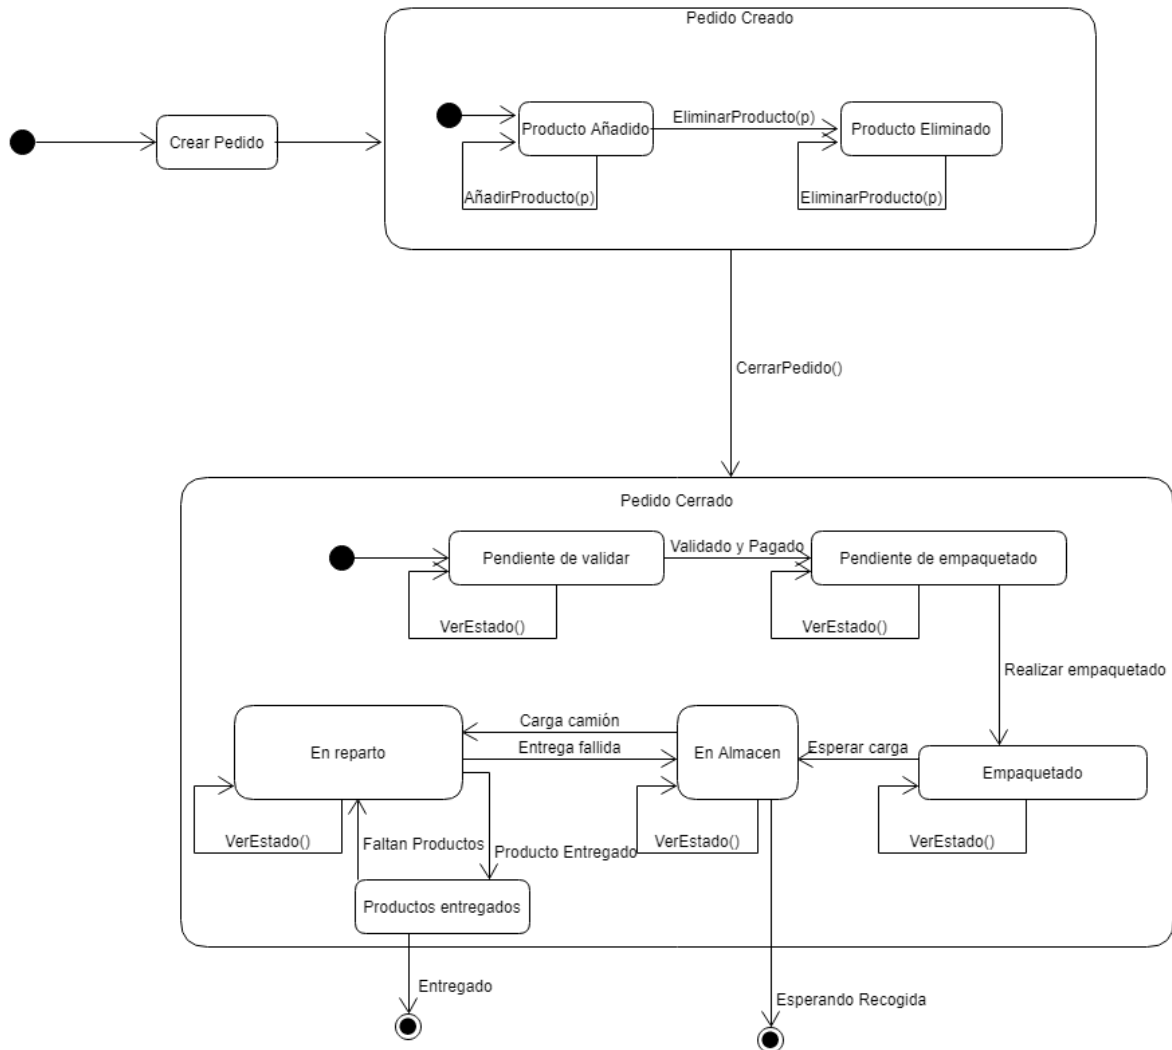 Pedido Creado
Crear Pedido
Producto Añadido
EliminarProducto(p)
Producto Eliminado
AñadirProducto(p)
EliminarProducto(p)
CerrarPedido()
Pedido Cerrado
Pendiente de validar
Validado y Pagado
Pendiente de empaquetado
VerEstado()
VerEstado()
Realizar empaquetado
En reparto
Carga camión
Entrega fallida
En Almacen
Esperar carga
Empaquetado
VerEstado()
Faltan Productos
Producto Entregado
VerEstado()
VerEstado()
Productos entregados
Entregado
Esperando Recogida